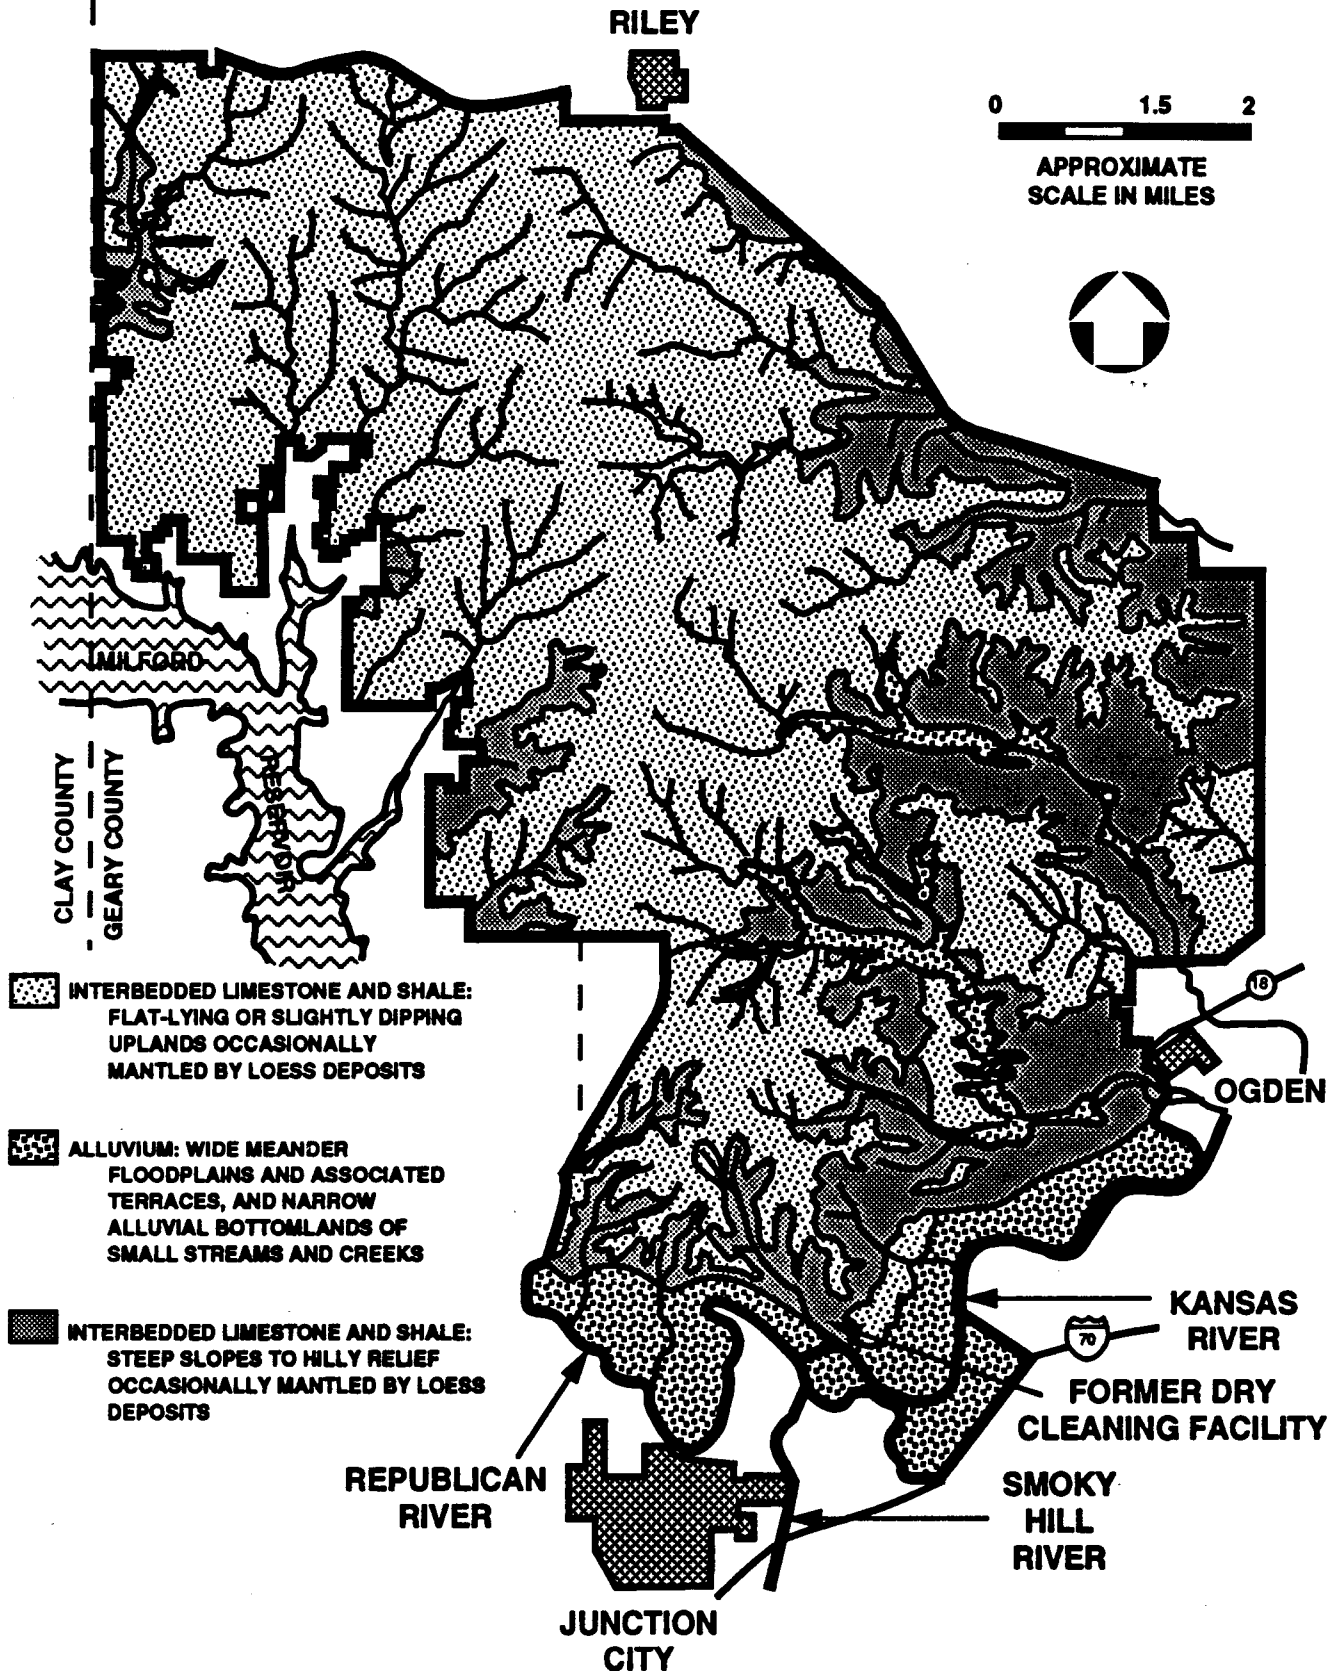 RILEY
0 1.5 2
APPROXIMATE
SCALE IN MILES
MILFORD
RESERVOIR
CLAY COUNTY
GEARY COUNTY
INTERBEDDED LIMESTONE AND SHALE:
FLAT-LYING OR SLIGHTLY DIPPING
UPLANDS OCCASIONALLY
MANTLED BY LOESS DEPOSITS
18
OGDEN
ALLUVIUM: WIDE MEANDER
FLOODPLAINS AND ASSOCIATED
TERRACES, AND NARROW
ALLUVIAL BOTTOMLANDS OF
SMALL STREAMS AND CREEKS
INTERBEDDED LIMESTONE AND SHALE:
STEEP SLOPES TO HILLY RELIEF
OCCASIONALLY MANTLED BY LOESS
DEPOSITS
KANSAS
RIVER
70
FORMER DRY
CLEANING FACILITY
REPUBLICAN
RIVER
SMOKY
HILL
RIVER
JUNCTION
CITY